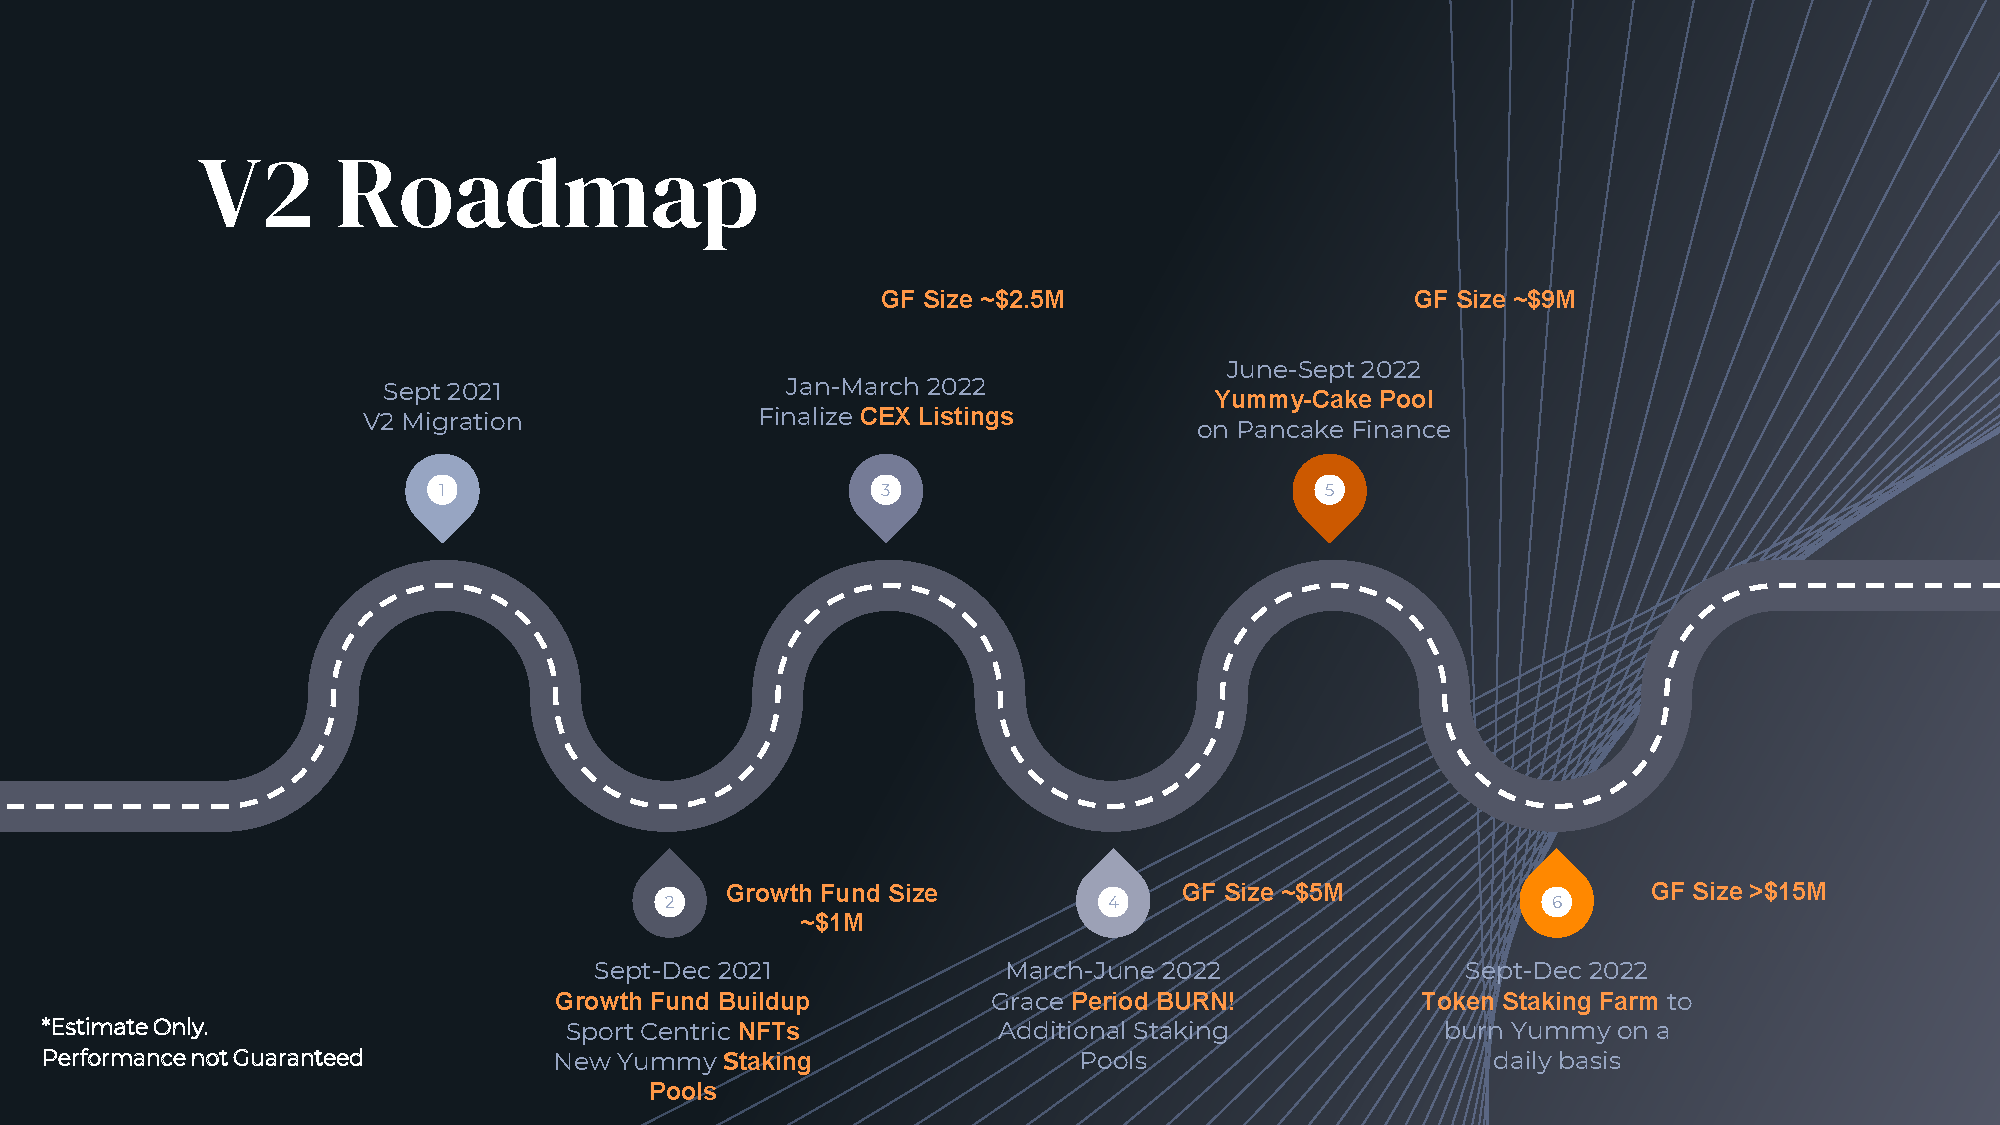 V2 Roadmap
GF Size ~$2.5M
GF Size ~$9M
Sept 2021
V2 Migration
Jan-March 2022
Finalize CEX Listings
June-Sept 2022
Yummy-Cake Pool
on Pancake Finance
1
3
5
2
Growth Fund Size
~$1M
4
GF Size ~$5M
6
GF Size >$15M
Sept-Dec 2021
Growth Fund Buildup
Sport Centric NFTs
New Yummy Staking
Pools
March-June 2022
Grace Period BURN!
Additional Staking
Pools
Sept-Dec 2022
Token Staking Farm to
burn Yummy on a
daily basis
*Estimate Only.
Performance not Guaranteed